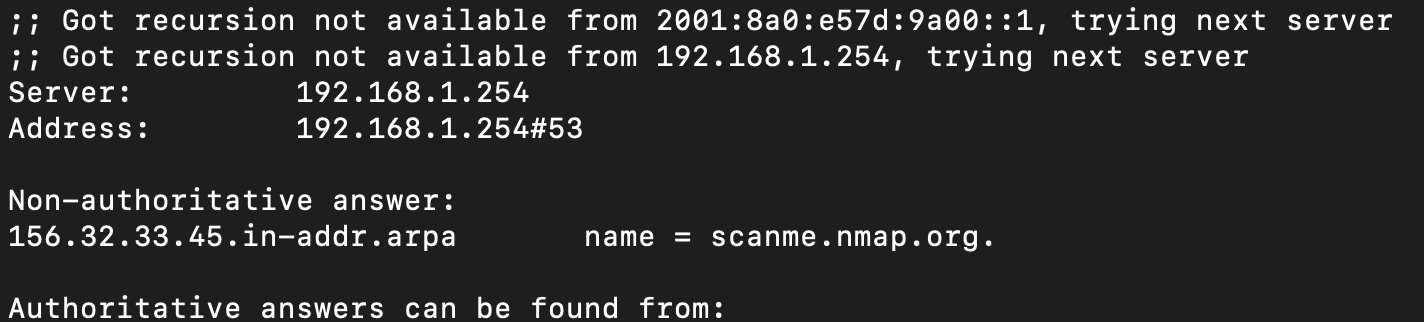 ;; Got recursion not available from 2001:8a0:e57d:9a00::1, trying next server
;; Got recursion not available from 192.168.1.254, trying next server
Server:		192.168.1.254
Address:	192.168.1.254#53

Non-authoritative answer:
156.32.33.45.in-addr.arpa	name = scanme.nmap.org.

Authoritative answers can be found from: